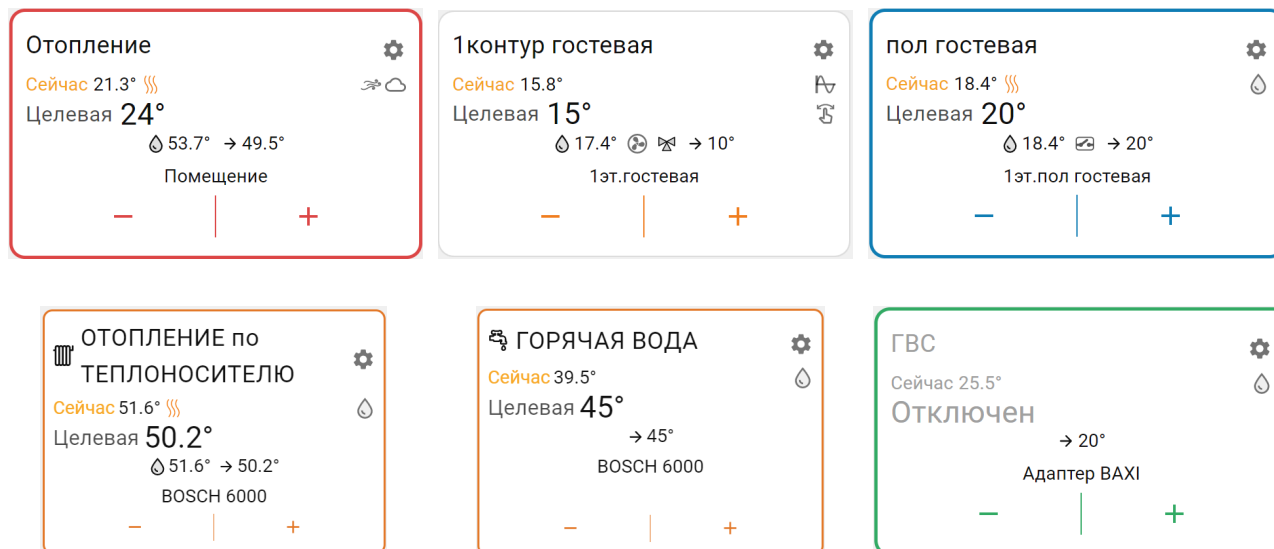 Отопление
Сейчас 21.3°
Целевая 24°
53.7° → 49.5°
Помещение
− +
1контур гостевая
Сейчас 15.8°
Целевая 15°
17.4° → 10°
1эт.гостевая
− +
пол гостевая
Сейчас 18.4°
Целевая 20°
18.4° → 20°
1эт.пол гостевая
− +
ОТОПЛЕНИЕ по
ТЕПЛОНОСИТЕЛЮ
Сейчас 51.6°
Целевая 50.2°
51.6° → 50.2°
BOSCH 6000
− +
ГОРЯЧАЯ ВОДА
Сейчас 39.5°
Целевая 45°
→ 45°
BOSCH 6000
− +
ГВС
Сейчас 25.5°
Отключен
→ 20°
Адаптер BAXI
− +